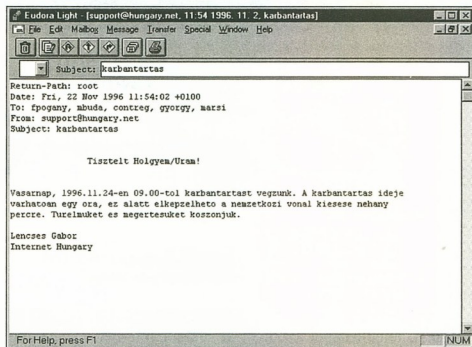 Eudora Light - [support@hungary.net, 11:54 1996. 11. 2, karbantartas]
File Edit Mailbox Message Transfer Special Window Help
Subject: karbantartas
Return-Path: root
Date: Fri, 22 Nov 1996 11:54:02 +0100
To: fpogany, mbuda, contreg, gyorgy, marsi
From: support@hungary.net
Subject: karbantartas
Tisztelt Holgyem/Uram!
Vasarnap, 1996.11.24-en 09.00-tol karbantartast vegzunk. A karbantartas ideje
varhatoan egy ora, ez alatt elkepzelheto a nemzetkozi vonal kiesese nehany
percre. Turelmuket es megertesuket koszonjuk.
Lencses Gabor
Internet Hungary
For Help, press F1 NUM